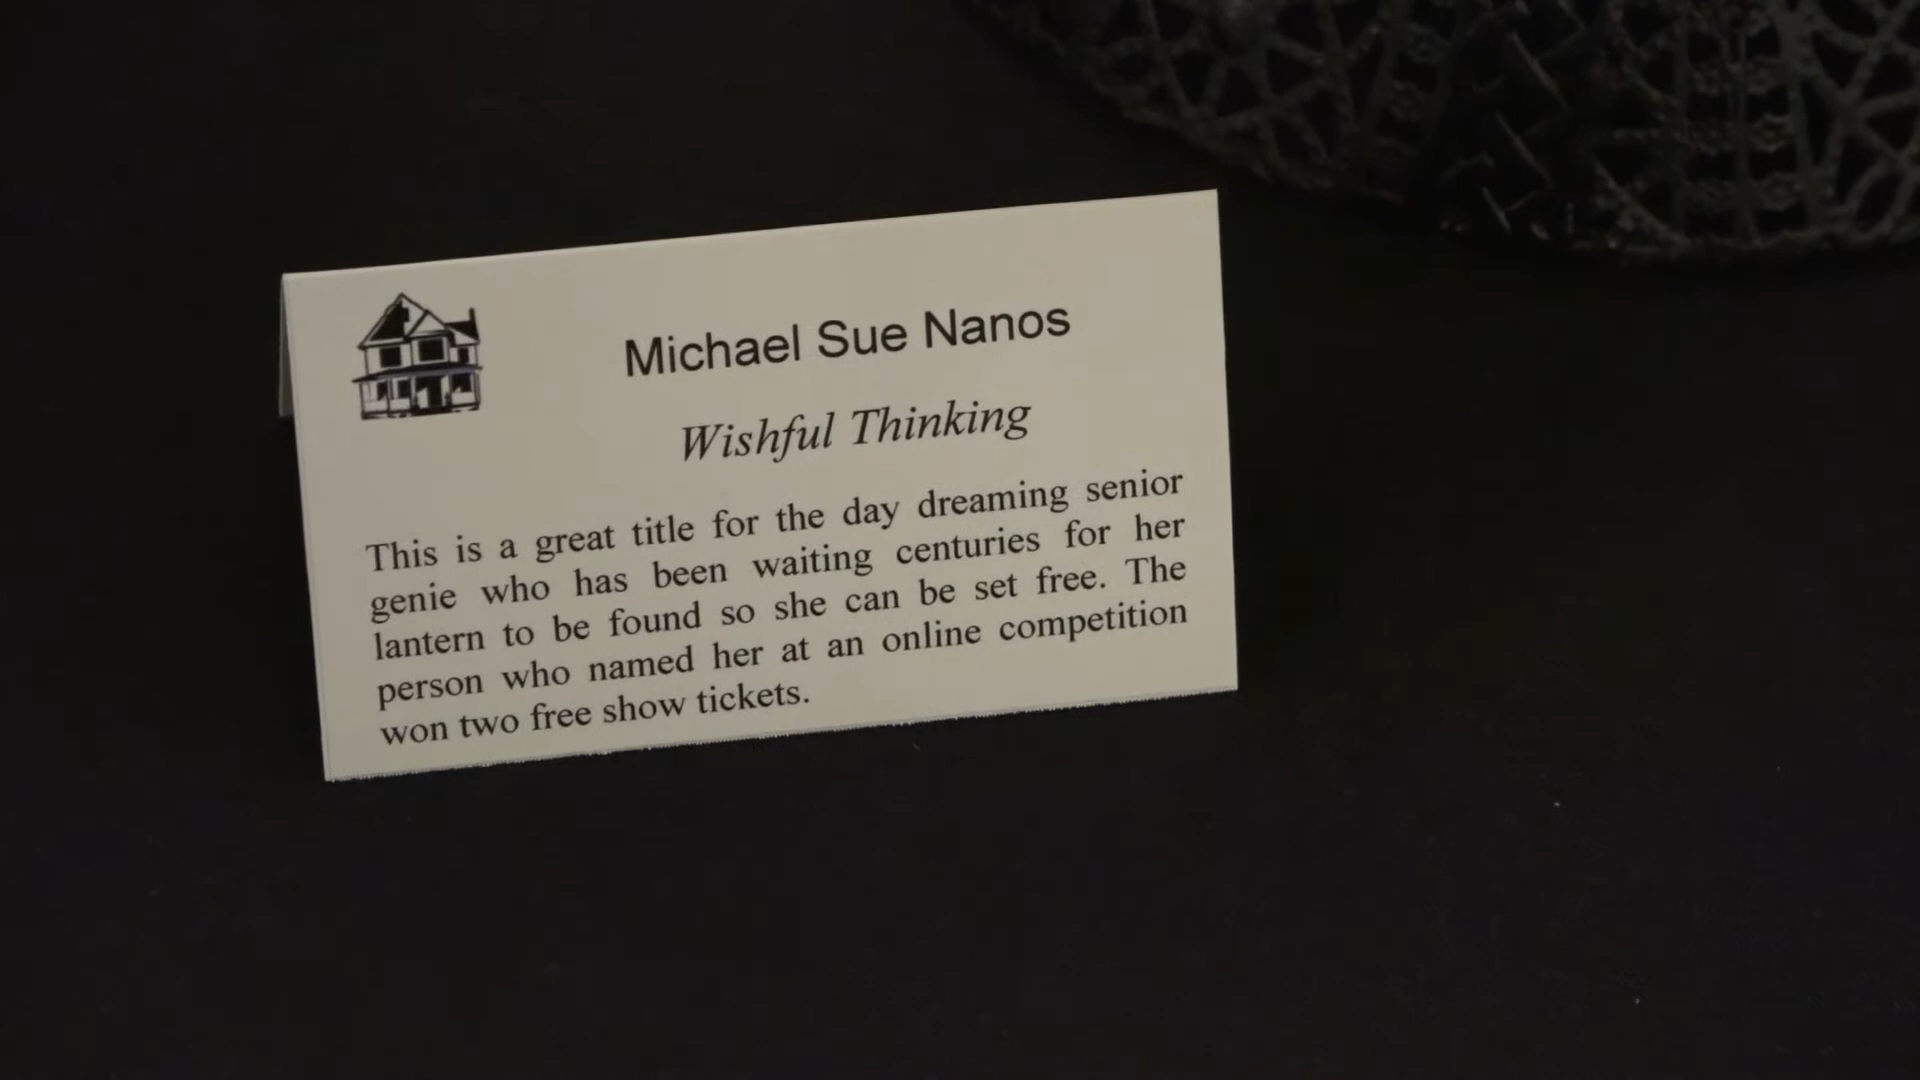 Michael Sue Nanos
Wishful Thinking
This is a great title for the day dreaming senior
genie who has been waiting centuries for her
lantern to be found so she can be set free. The
person who named her at an online competition
won two free show tickets.